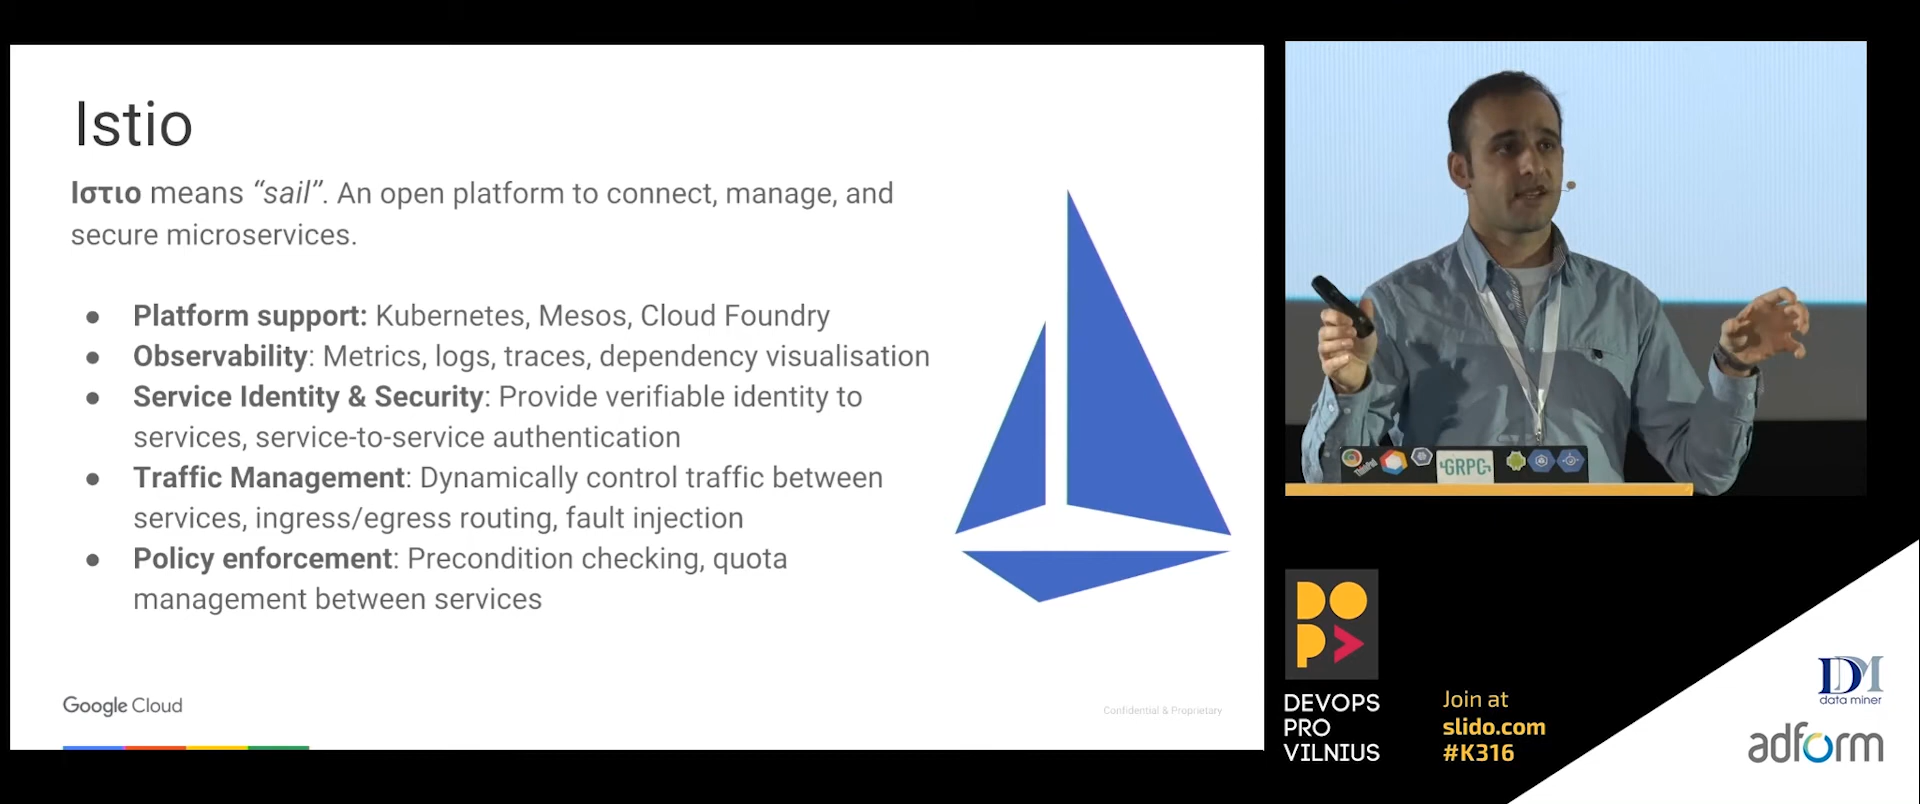 Istio
Ιστιο means “sail”. An open platform to connect, manage, and
secure microservices.
● Platform support: Kubernetes, Mesos, Cloud Foundry
● Observability: Metrics, logs, traces, dependency visualisation
● Service Identity & Security: Provide verifiable identity to
services, service-to-service authentication
● Traffic Management: Dynamically control traffic between
services, ingress/egress routing, fault injection
● Policy enforcement: Precondition checking, quota
management between services
Google Cloud
Confidential & Proprietary
ThinkPad
GRPC
DOP
DEVOPS
PRO
VILNIUS
Join at
slido.com
#K316
DM
data miner
adform